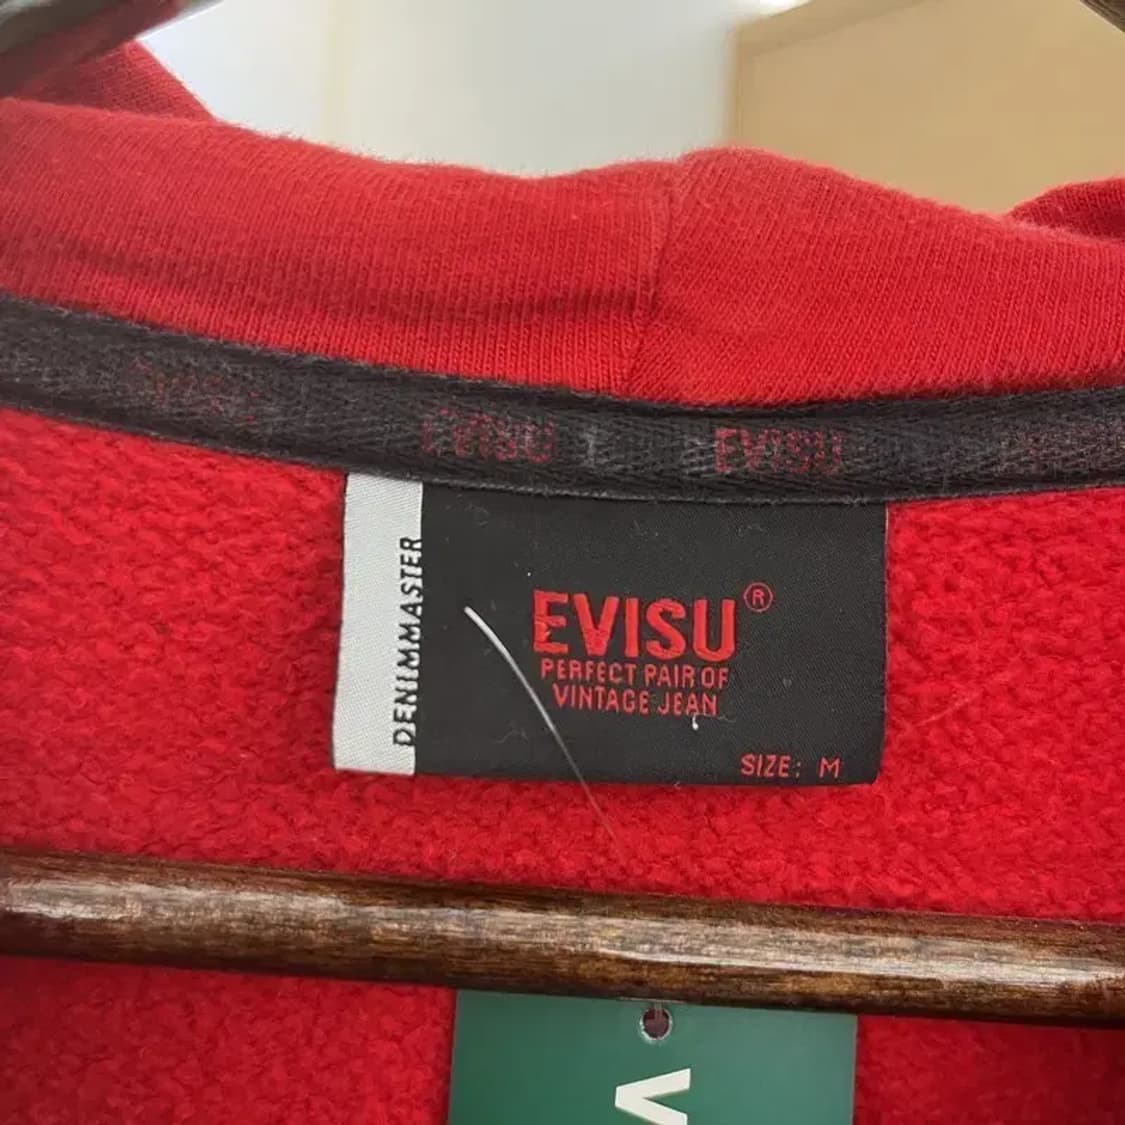 EVISU EVISU
DENIMMASTER
EVISU®
PERFECT PAIR OF
VINTAGE JEAN
SIZE: M
V